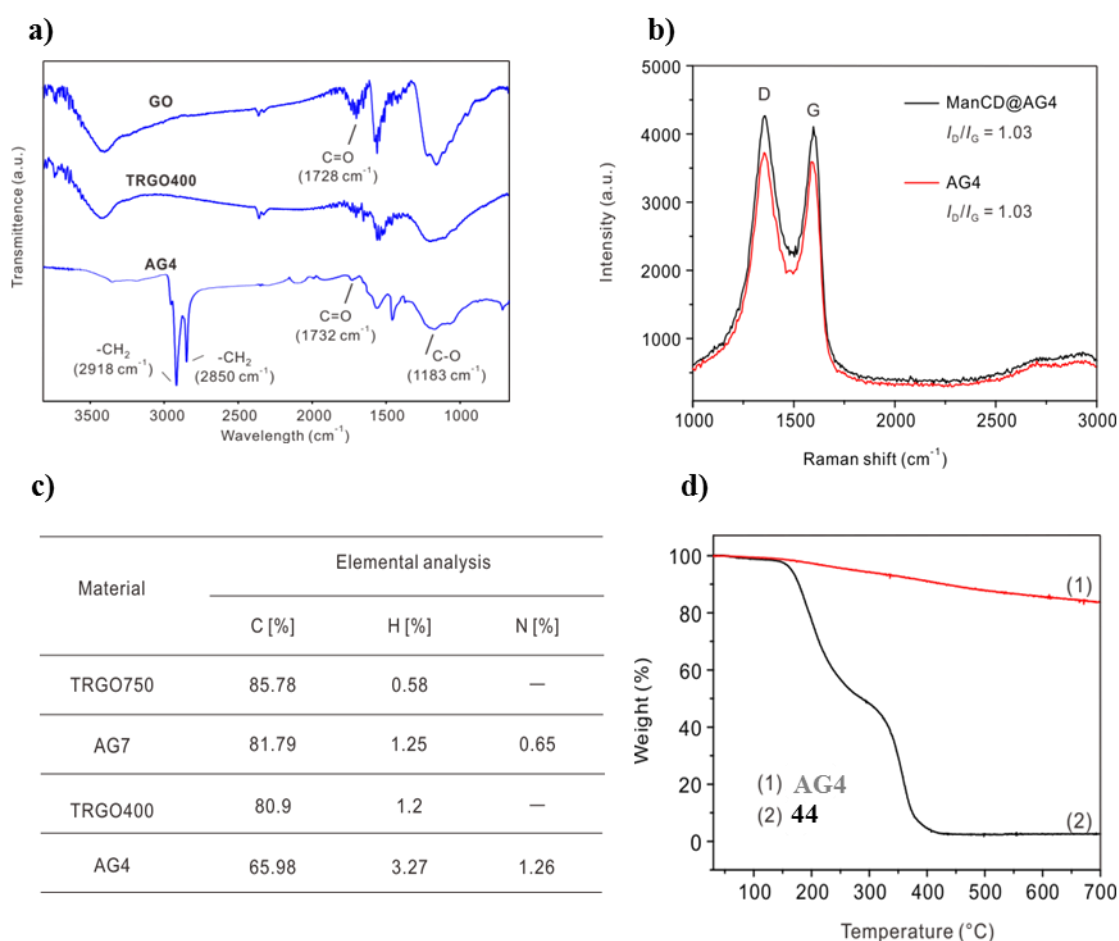 a)
GO
C=O
(1728 cm⁻¹)
TRGO400
AG4
C=O
(1732 cm⁻¹)
-CH₂
(2918 cm⁻¹)
-CH₂
(2850 cm⁻¹)
C-O
(1183 cm⁻¹)
Transmittence (a.u.)
3500 3000 2500 2000 1500 1000
Wavelength (cm⁻¹)
b)
5000
4000
3000
2000
1000
0
D
G
ManCD@AG4
I_D/I_G = 1.03
AG4
I_D/I_G = 1.03
Intensity (a.u.)
1000 1500 2000 2500 3000
Raman shift (cm⁻¹)
c)
Material
Elemental analysis
C [%] H [%] N [%]
TRGO750 85.78 0.58 —
AG7 81.79 1.25 0.65
TRGO400 80.9 1.2 —
AG4 65.98 3.27 1.26
d)
100
80
60
40
20
0
(1)
(1) AG4
(2) 44
(2)
Weight (%)
100 200 300 400 500 600 700
Temperature (°C)